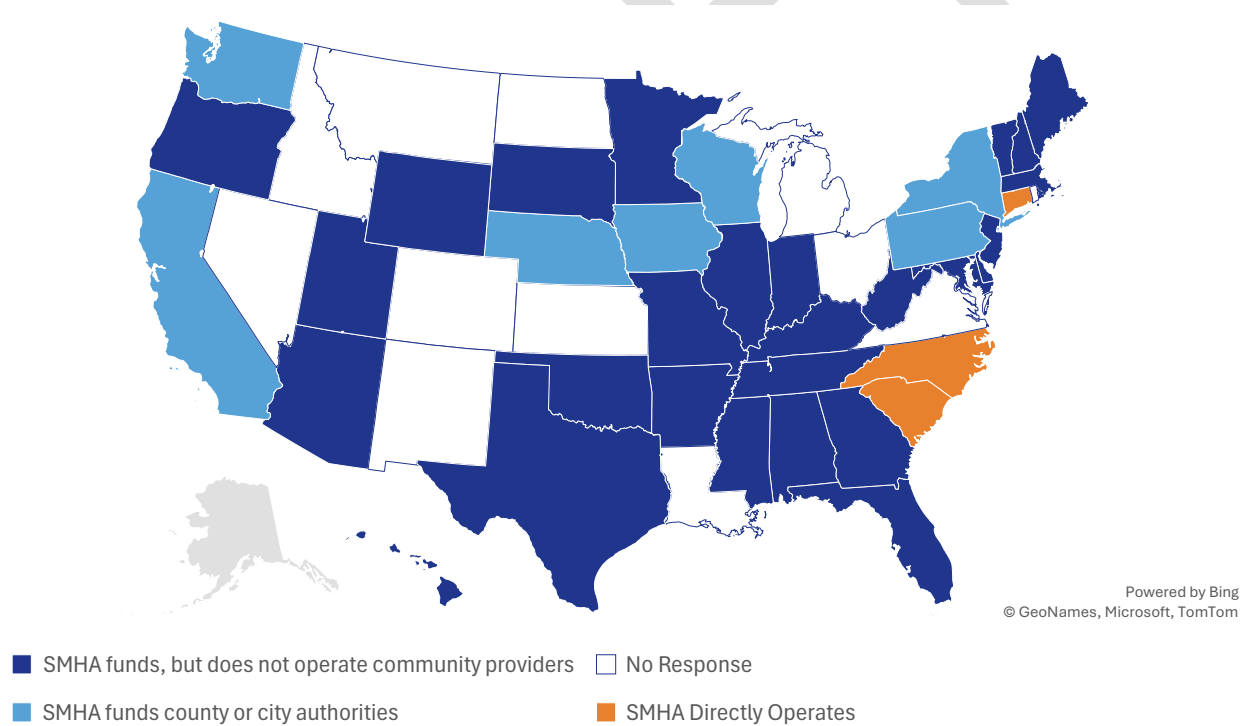 Powered by Bing
© GeoNames, Microsoft, TomTom
SMHA funds, but does not operate community providers
No Response
SMHA funds county or city authorities
SMHA Directly Operates